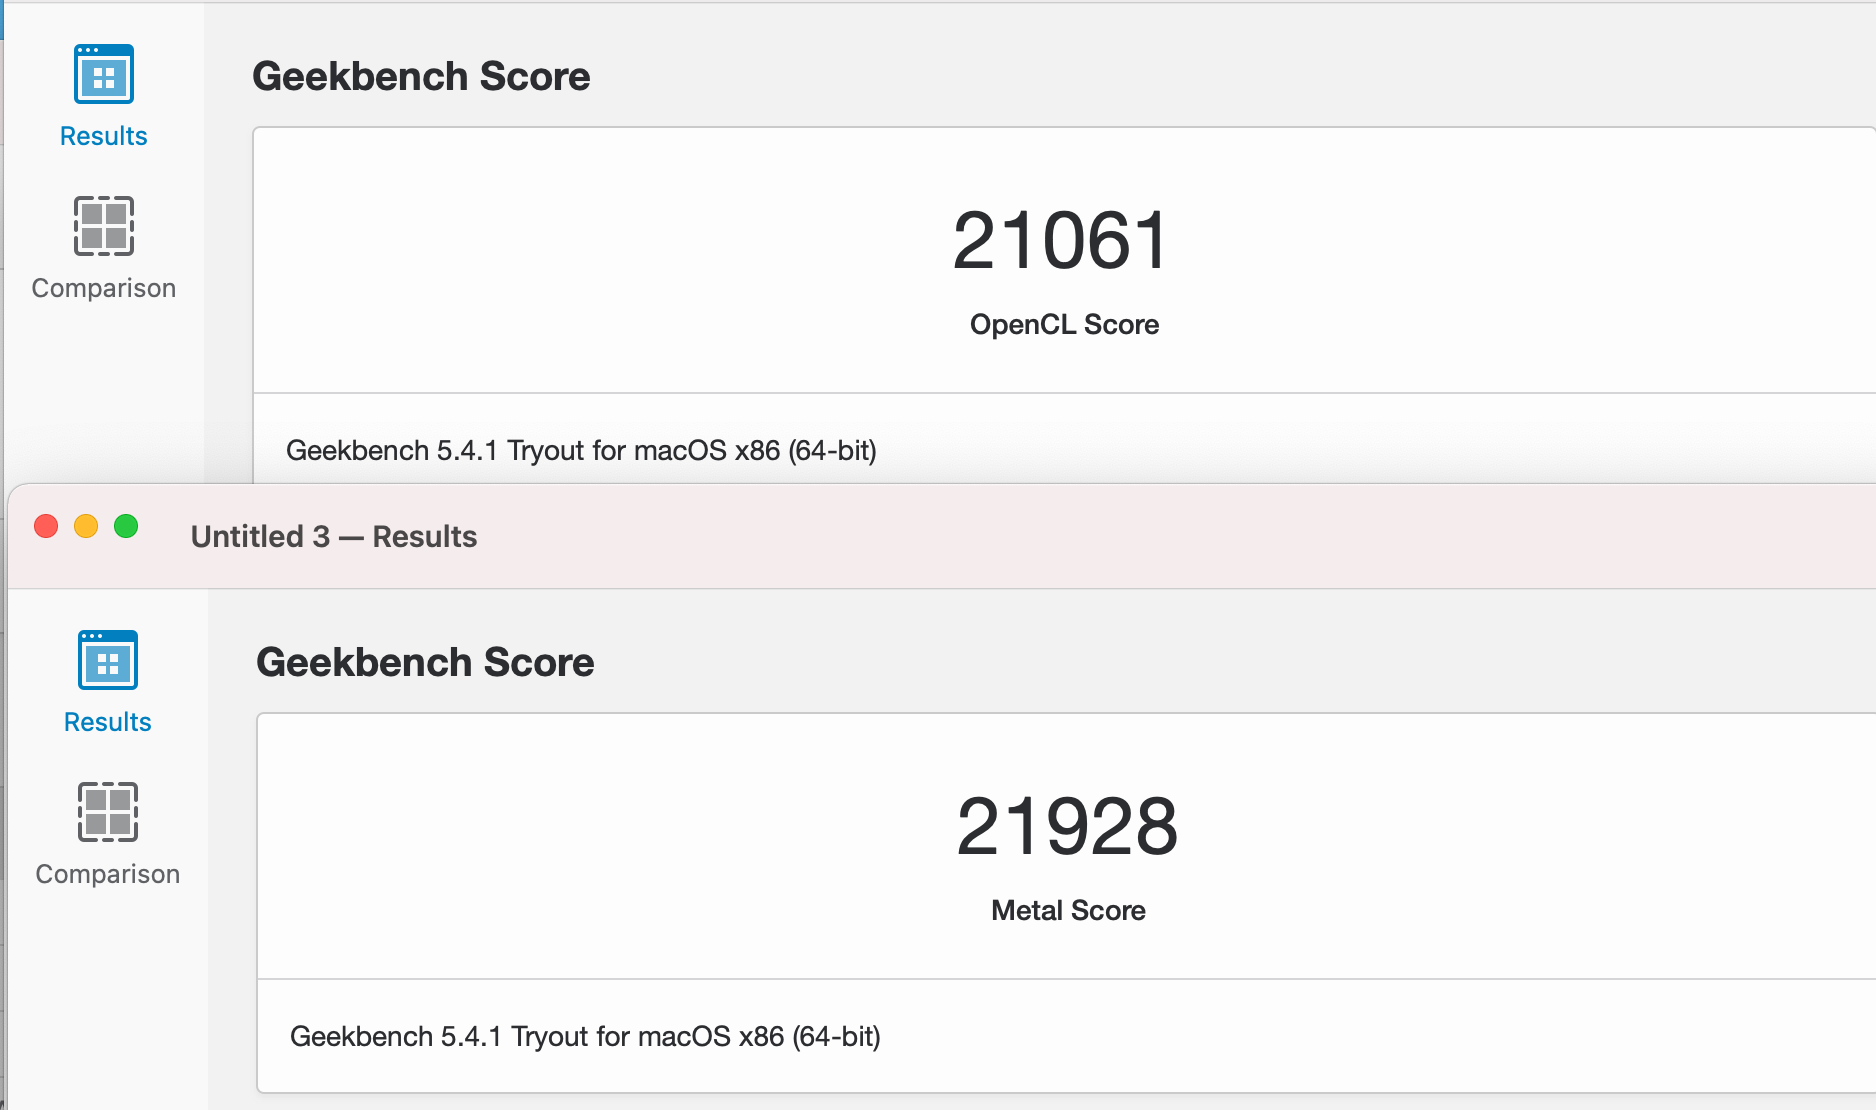 Geekbench Score
Results
Comparison
21061
OpenCL Score
Geekbench 5.4.1 Tryout for macOS x86 (64-bit)
Untitled 3 — Results
Geekbench Score
Results
Comparison
21928
Metal Score
Geekbench 5.4.1 Tryout for macOS x86 (64-bit)